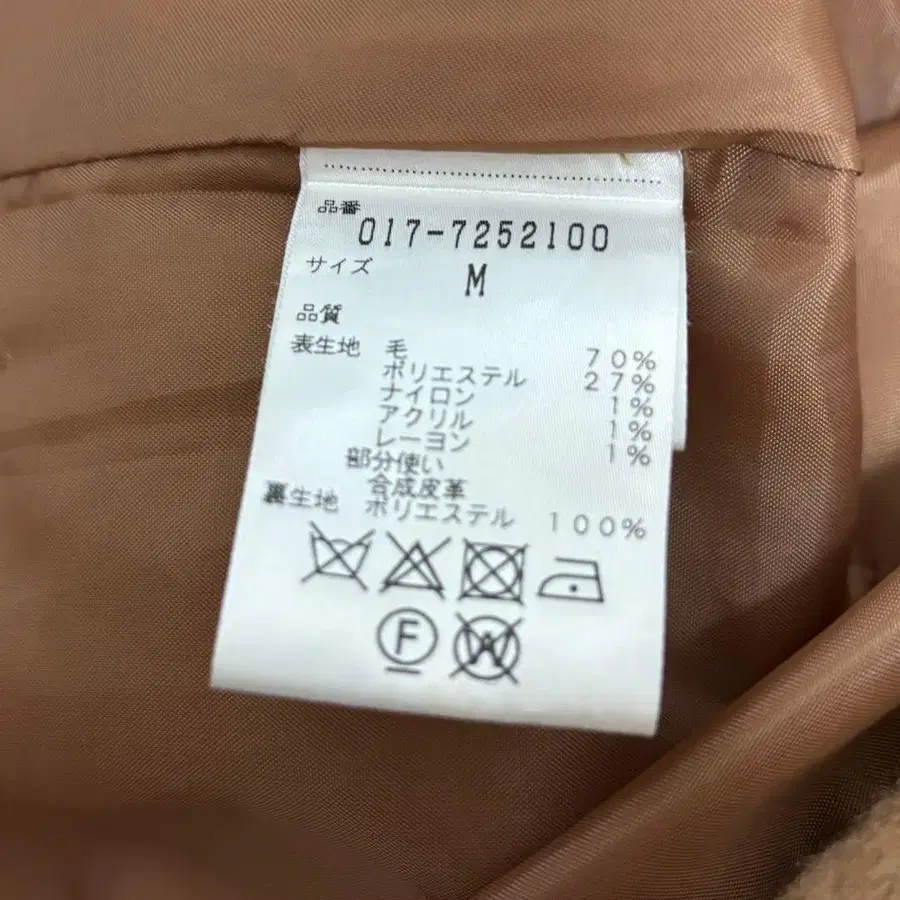 品番
017-7252100
サイズ
M
品質
表生地 毛 70%
ポリエステル 27%
ナイロン 1%
アクリル 1%
レーヨン 1%
部分使い
合成皮革
裏生地 ポリエステル 100%
F
W